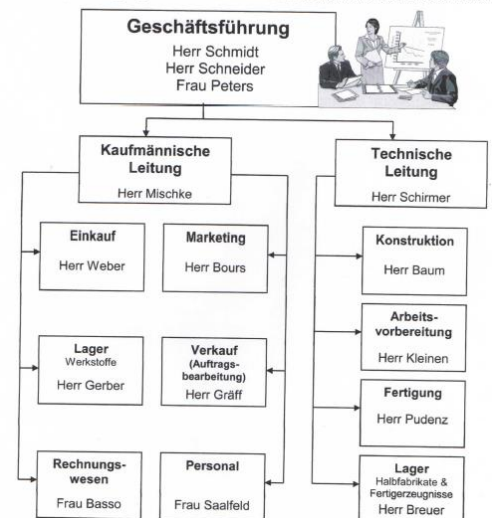 Geschäftsführung
Herr Schmidt
Herr Schneider
Frau Peters
Kaufmännische
Leitung
Herr Mischke
Technische
Leitung
Herr Schirmer
Einkauf
Herr Weber
Marketing
Herr Bours
Konstruktion
Herr Baum
Arbeits-
vorbereitung
Herr Kleinen
Lager
Werkstoffe
Herr Gerber
Verkauf
(Auftrags-
bearbeitung)
Herr Gräff
Fertigung
Herr Pudenz
Rechnungs-
wesen
Frau Basso
Personal
Frau Saalfeld
Lager
Halbfabrikate &
Fertigerzeugnisse
Herr Breuer